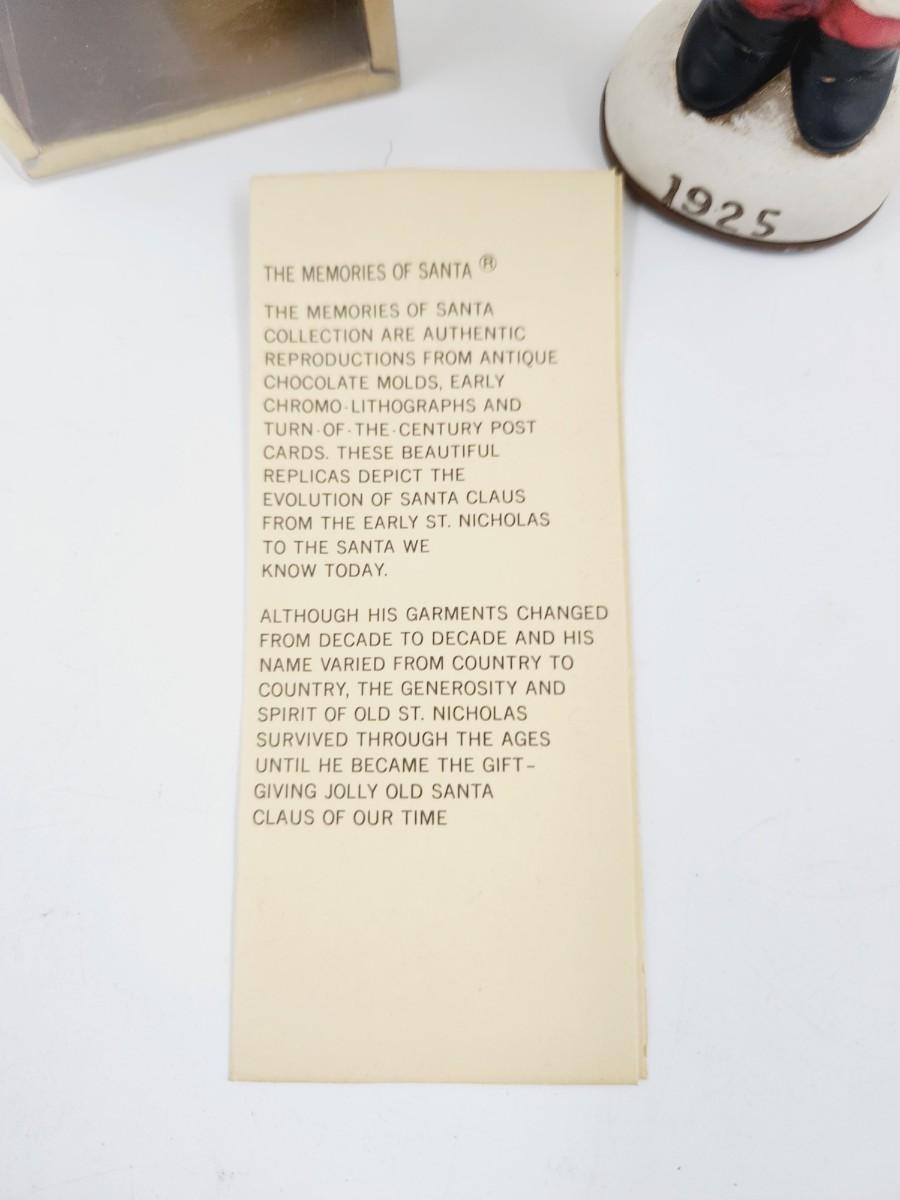 1925
THE MEMORIES OF SANTA ®
THE MEMORIES OF SANTA
COLLECTION ARE AUTHENTIC
REPRODUCTIONS FROM ANTIQUE
CHOCOLATE MOLDS, EARLY
CHROMO-LITHOGRAPHS AND
TURN-OF-THE-CENTURY POST
CARDS. THESE BEAUTIFUL
REPLICAS DEPICT THE
EVOLUTION OF SANTA CLAUS
FROM THE EARLY ST. NICHOLAS
TO THE SANTA WE
KNOW TODAY.
ALTHOUGH HIS GARMENTS CHANGED
FROM DECADE TO DECADE AND HIS
NAME VARIED FROM COUNTRY TO
COUNTRY, THE GENEROSITY AND
SPIRIT OF OLD ST. NICHOLAS
SURVIVED THROUGH THE AGES
UNTIL HE BECAME THE GIFT-
GIVING JOLLY OLD SANTA
CLAUS OF OUR TIME